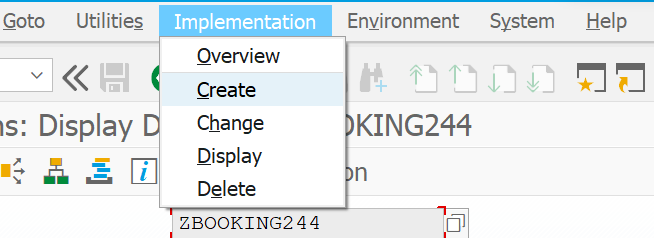 Goto Utilities Implementation Environment System Help
Overview
Create
Change
Display
Delete
ns: Display D OKING244
on
ZBOOKING244